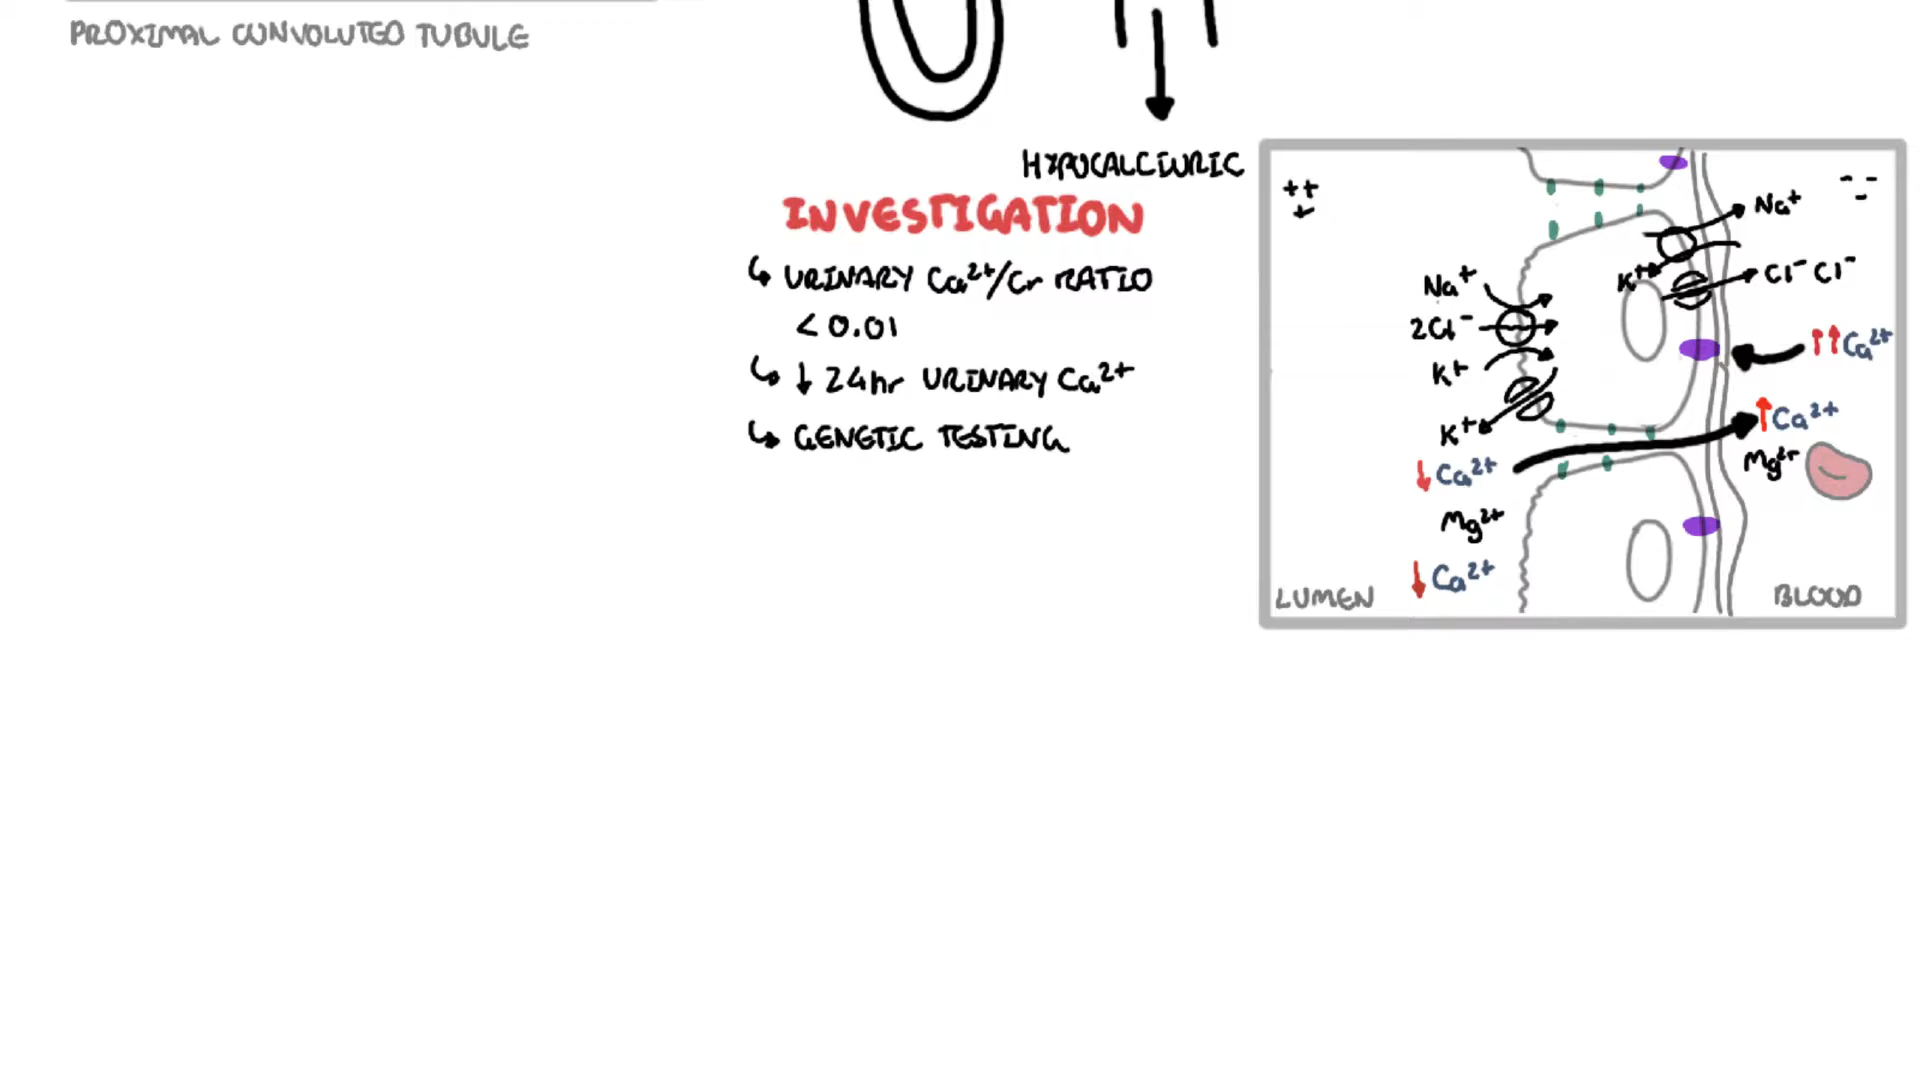 PROXIMAL CONVOLUTED TUBULE
HYPOCALCIURIC
INVESTIGATION
↳ URINARY Ca²⁺/Cr RATIO
< 0.01
↳ ↓ 24hr URINARY Ca²⁺
↳ GENETIC TESTING
++
+
- -
-
Na⁺
K⁺
Cl⁻ Cl⁻
Na⁺
2Cl⁻
K⁺
K⁺
↑↑Ca²⁺
↑Ca²⁺
Mg²⁺
↓Ca²⁺
Mg²⁺
↓Ca²⁺
LUMEN
BLOOD